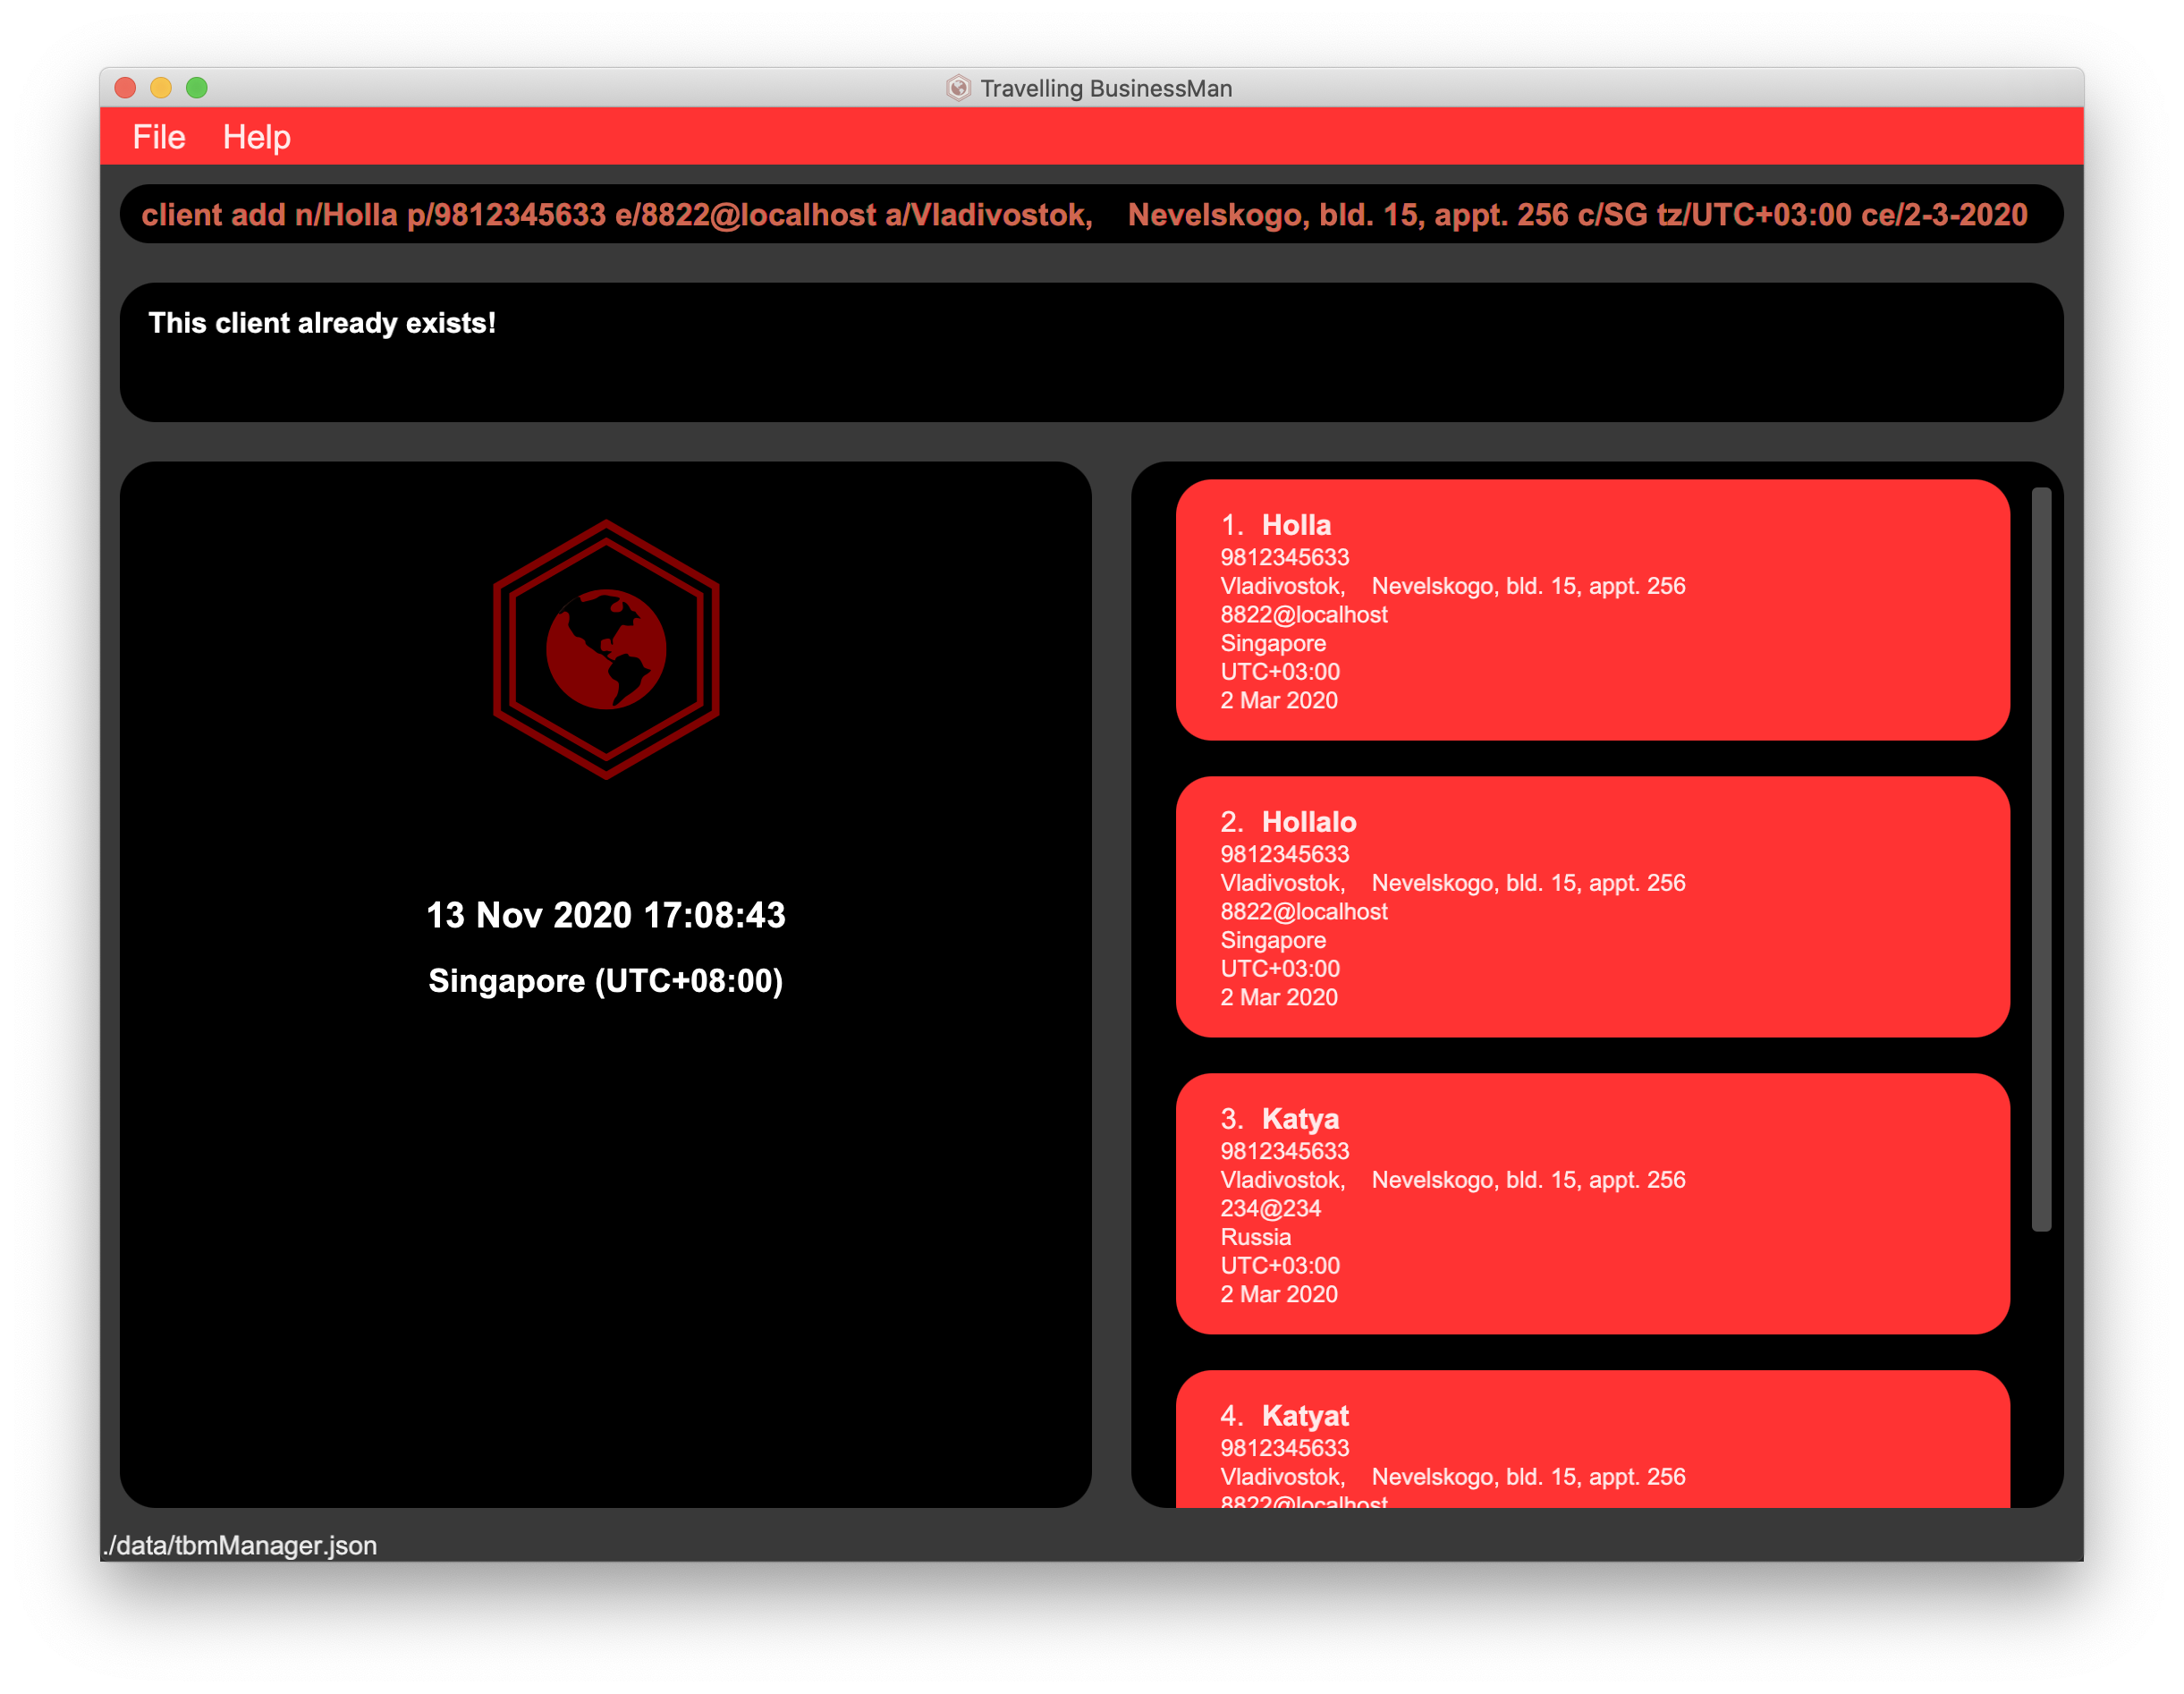 Travelling BusinessMan
File Help
client add n/Holla p/9812345633 e/8822@localhost a/Vladivostok,    Nevelskogo, bld. 15, appt. 256 c/SG tz/UTC+03:00 ce/2-3-2020
This client already exists!
13 Nov 2020 17:08:43
Singapore (UTC+08:00)
1. Holla
9812345633
Vladivostok,    Nevelskogo, bld. 15, appt. 256
8822@localhost
Singapore
UTC+03:00
2 Mar 2020
2. Hollalo
9812345633
Vladivostok,    Nevelskogo, bld. 15, appt. 256
8822@localhost
Singapore
UTC+03:00
2 Mar 2020
3. Katya
9812345633
Vladivostok,    Nevelskogo, bld. 15, appt. 256
234@234
Russia
UTC+03:00
2 Mar 2020
4. Katyat
9812345633
Vladivostok,    Nevelskogo, bld. 15, appt. 256
8822@localhost
./data/tbmManager.json